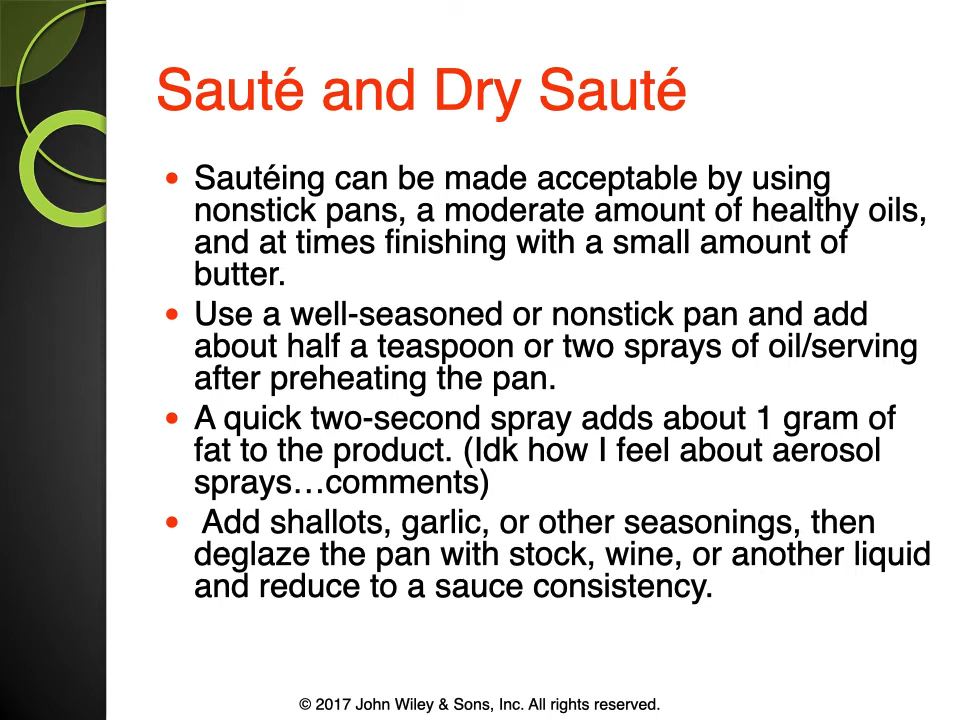 Sauté and Dry Sauté
• Sautéing can be made acceptable by using
nonstick pans, a moderate amount of healthy oils,
and at times finishing with a small amount of
butter.
• Use a well-seasoned or nonstick pan and add
about half a teaspoon or two sprays of oil/serving
after preheating the pan.
• A quick two-second spray adds about 1 gram of
fat to the product. (Idk how I feel about aerosol
sprays…comments)
• Add shallots, garlic, or other seasonings, then
deglaze the pan with stock, wine, or another liquid
and reduce to a sauce consistency.
© 2017 John Wiley & Sons, Inc. All rights reserved.